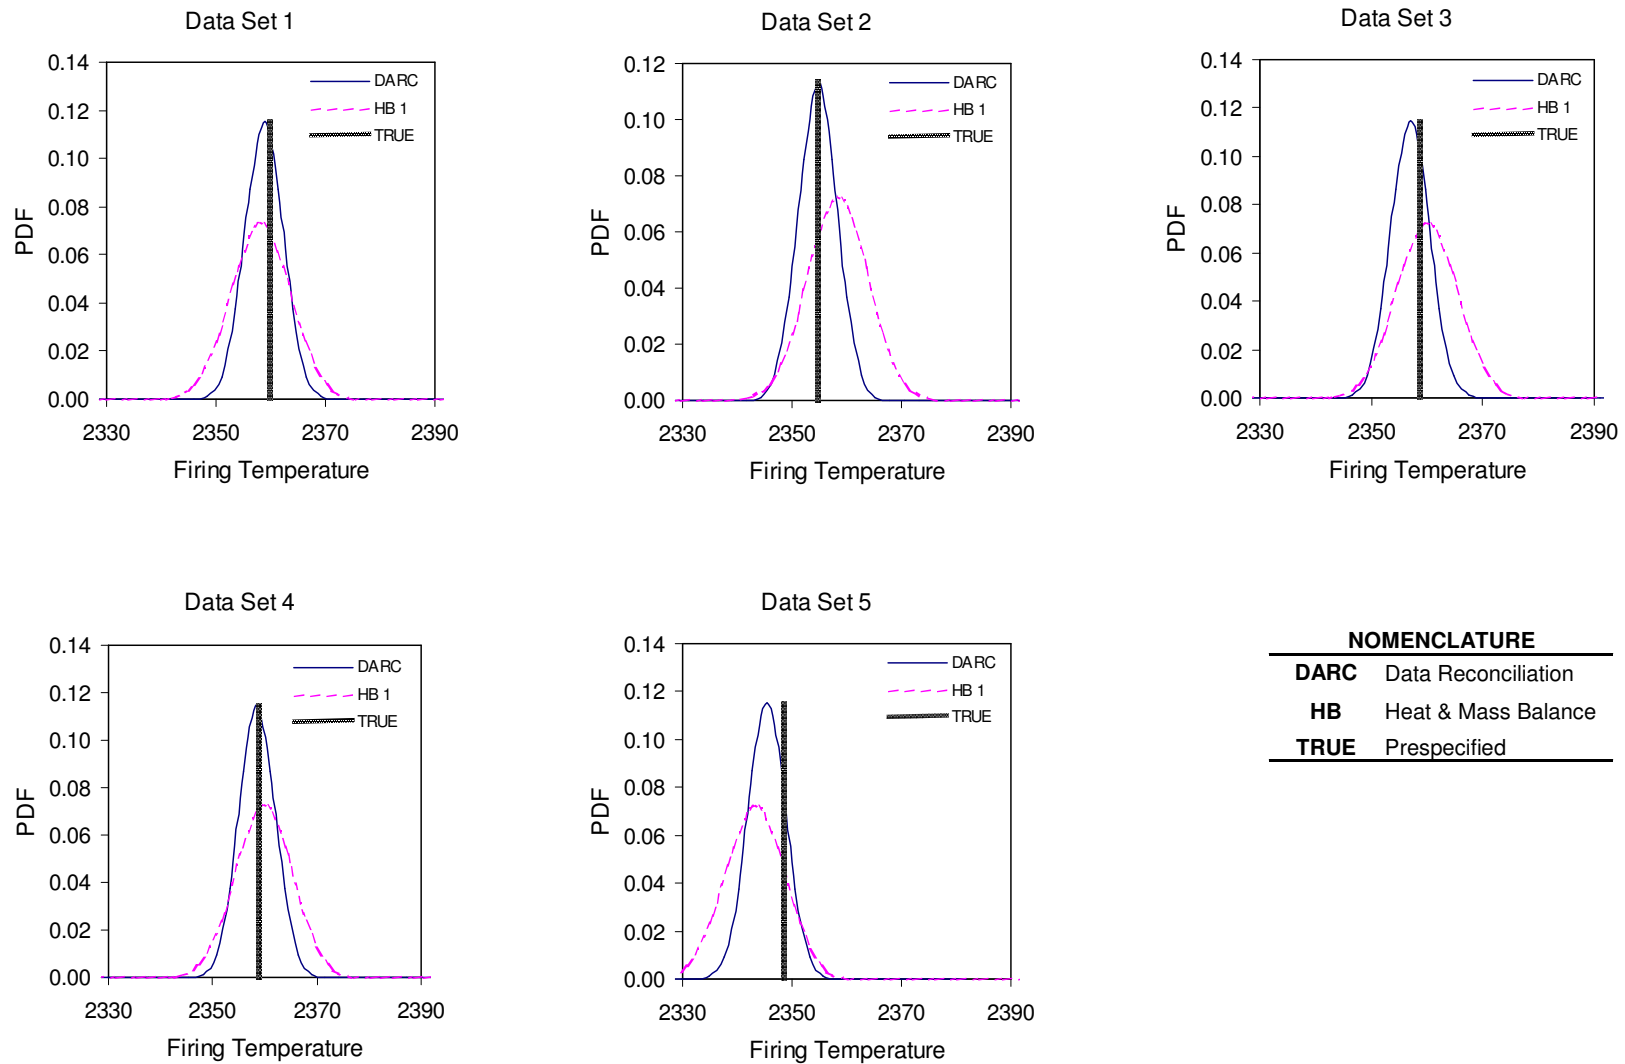 Data Set 1
0.14
0.12
0.10
0.08
0.06
0.04
0.02
0.00
PDF
DARC
HB 1
TRUE
2330 2350 2370 2390
Firing Temperature
Data Set 2
0.12
0.10
0.08
0.06
0.04
0.02
0.00
PDF
DARC
HB 1
TRUE
2330 2350 2370 2390
Firing Temperature
Data Set 3
0.14
0.12
0.10
0.08
0.06
0.04
0.02
0.00
PDF
DARC
HB 1
TRUE
2330 2350 2370 2390
Firing Temperature
Data Set 4
0.14
0.12
0.10
0.08
0.06
0.04
0.02
0.00
PDF
DARC
HB 1
TRUE
2330 2350 2370 2390
Firing Temperature
Data Set 5
0.14
0.12
0.10
0.08
0.06
0.04
0.02
0.00
PDF
DARC
HB 1
TRUE
2330 2350 2370 2390
Firing Temperature
NOMENCLATURE
DARC Data Reconciliation
HB Heat & Mass Balance
TRUE Prespecified